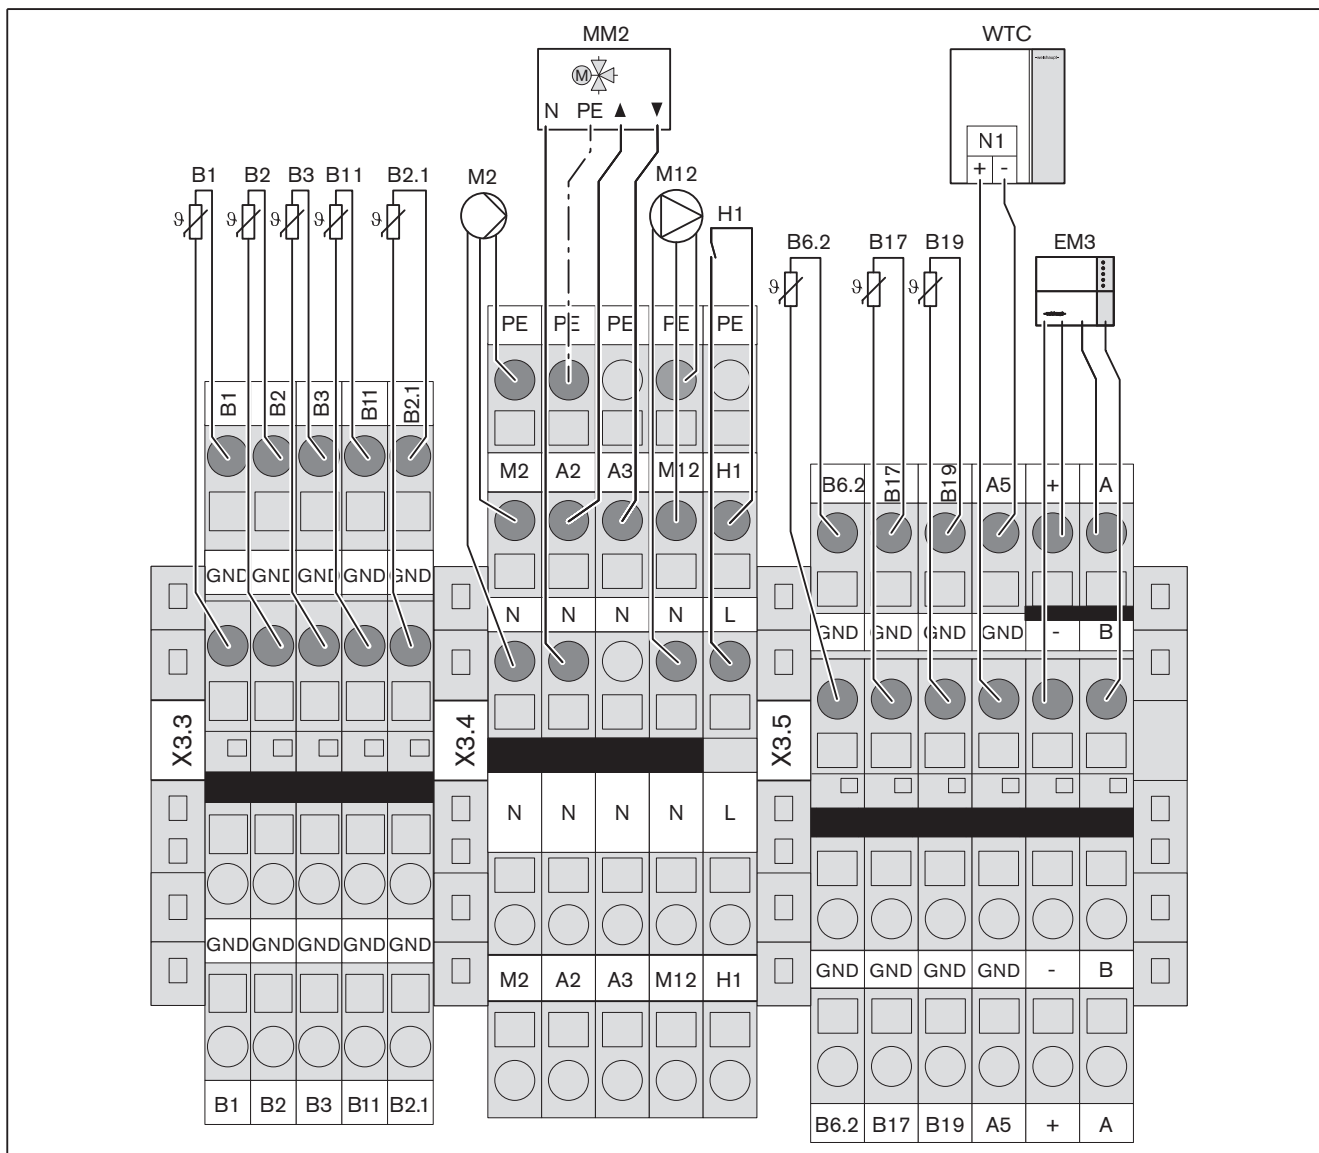 MM2
WTC
M
N PE ▲ ▼
N1
+ -
B1 B2 B3 B11 B2.1
M2
M12
H1
B6.2 B17 B19
EM3
ϑ ϑ ϑ ϑ ϑ
ϑ ϑ ϑ
PE PE PE PE PE
B1 B2 B3 B11 B2.1
M2 A2 A3 M12 H1
B6.2 B17 B19 A5 + A
GND GND GND GND GND
N N N N L
GND GND GND GND - B
X3.3
X3.4
X3.5
N N N N L
GND GND GND GND GND
M2 A2 A3 M12 H1
GND GND GND GND - B
B1 B2 B3 B11 B2.1
B6.2 B17 B19 A5 + A